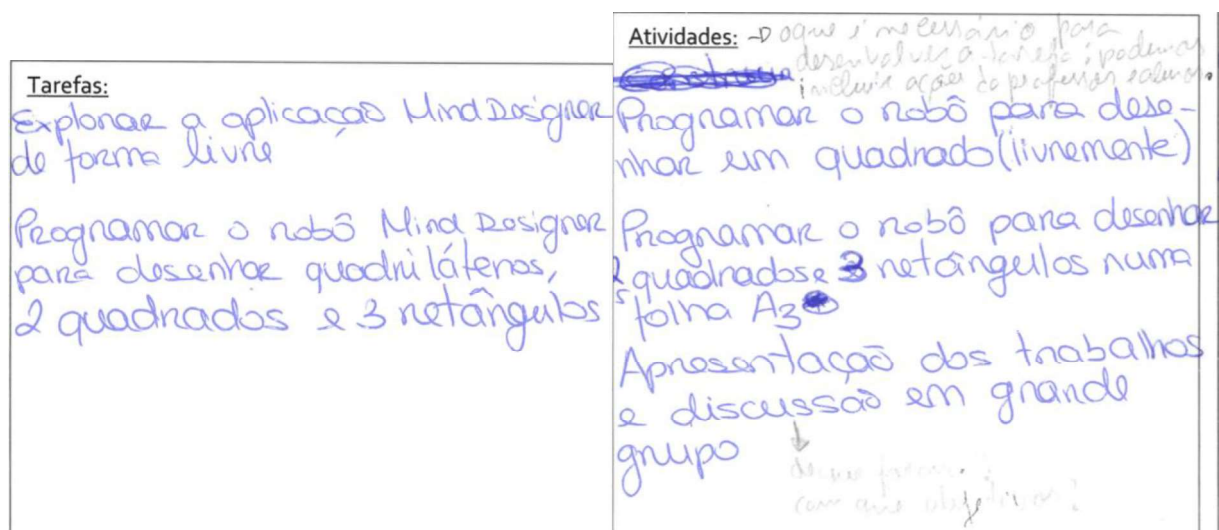 Tarefas:
Explorar a aplicação Mind Designer
de forma livre
Programar o robô Mind Designer
para desenhar quadriláteros,
2 quadrados e 3 retângulos
Atividades: → o que é necessário para
desenvolver a tarefa; podemos
incluir ações do professor e alunos.
Programar o robô para dese-
nhar um quadrado (livremente)
Programar o robô para desenhar
2 quadrados e 3 retângulos numa
folha A3
Apresentação dos trabalhos
e discussão em grande
grupo
com que objetivos?